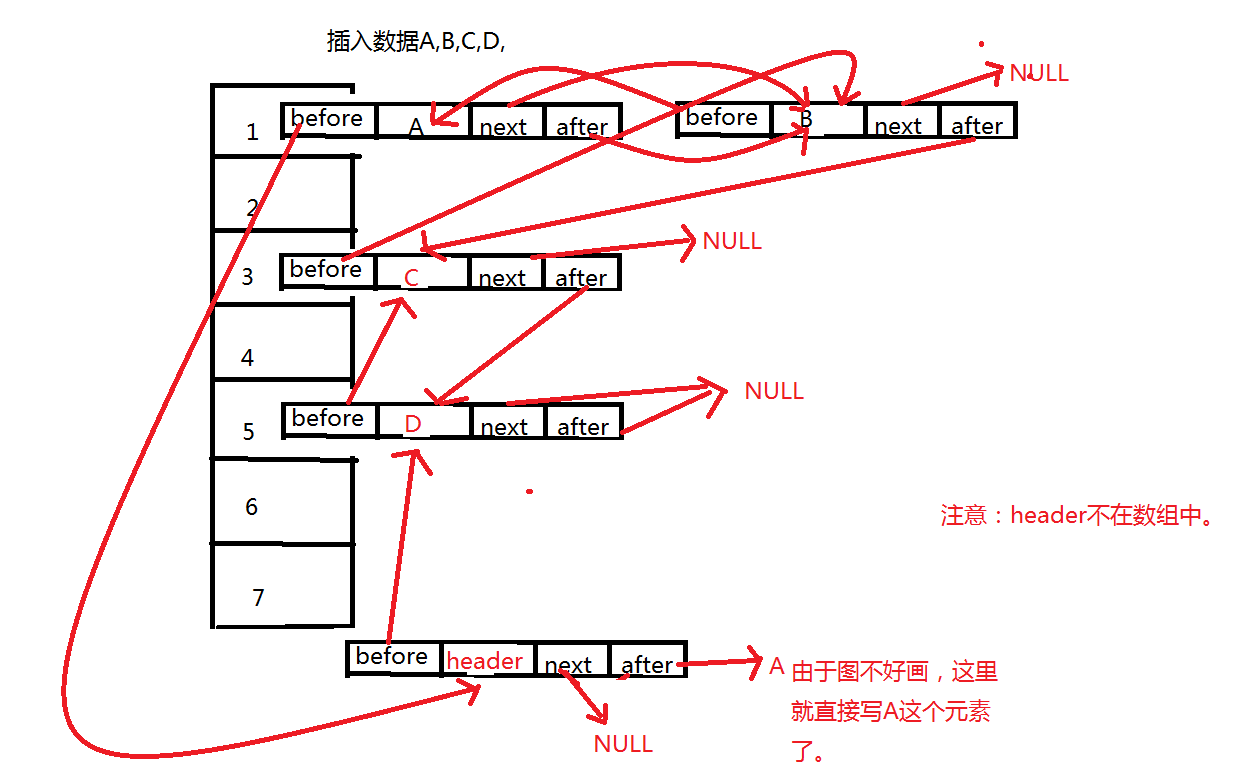 插入数据A,B,C,D,
NULL
1 before A next after before B next after
2
NULL
3 before C next after
4
NULL
5 before D next after
6
注意：header不在数组中。
7
before header next after A 由于图不好画，这里
就直接写A这个元素
了。
NULL